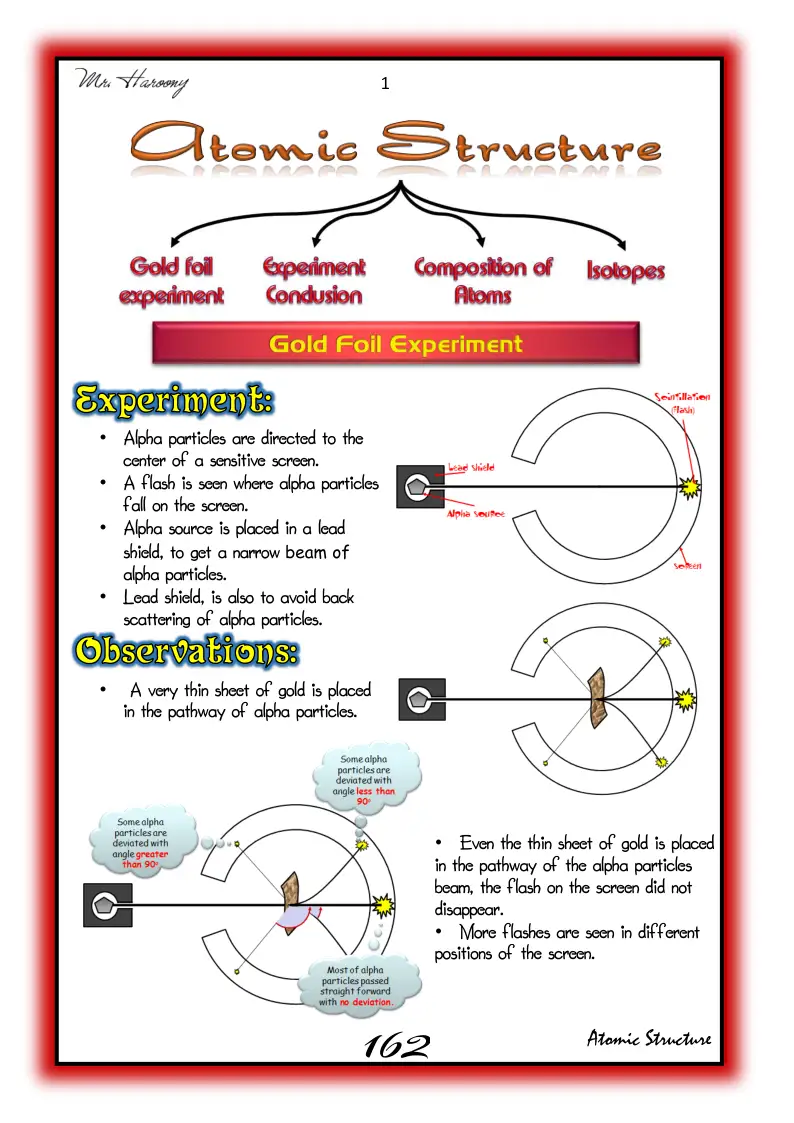 Mr. Haroony
1
Atomic Structure
Gold foil
experiment
Experiment
Conclusion
Composition of
Atoms
Isotopes
Gold Foil Experiment
Experiment:
• Alpha particles are directed to the
center of a sensitive screen.
• A flash is seen where alpha particles
fall on the screen.
• Alpha source is placed in a lead
shield, to get a narrow beam of
alpha particles.
• Lead shield, is also to avoid back
scattering of alpha particles.
Scintillation
(flash)
Lead shield
Alpha source
screen
Observations:
• A very thin sheet of gold is placed
in the pathway of alpha particles.
Some alpha
particles are
deviated with
angle less than
90°
Some alpha
particles are
deviated with
angle greater
than 90°
Most of alpha
particles passed
straight forward
with no deviation.
• Even the thin sheet of gold is placed
in the pathway of the alpha particles
beam, the flash on the screen did not
disappear.
• More flashes are seen in different
positions of the screen.
162
Atomic Structure